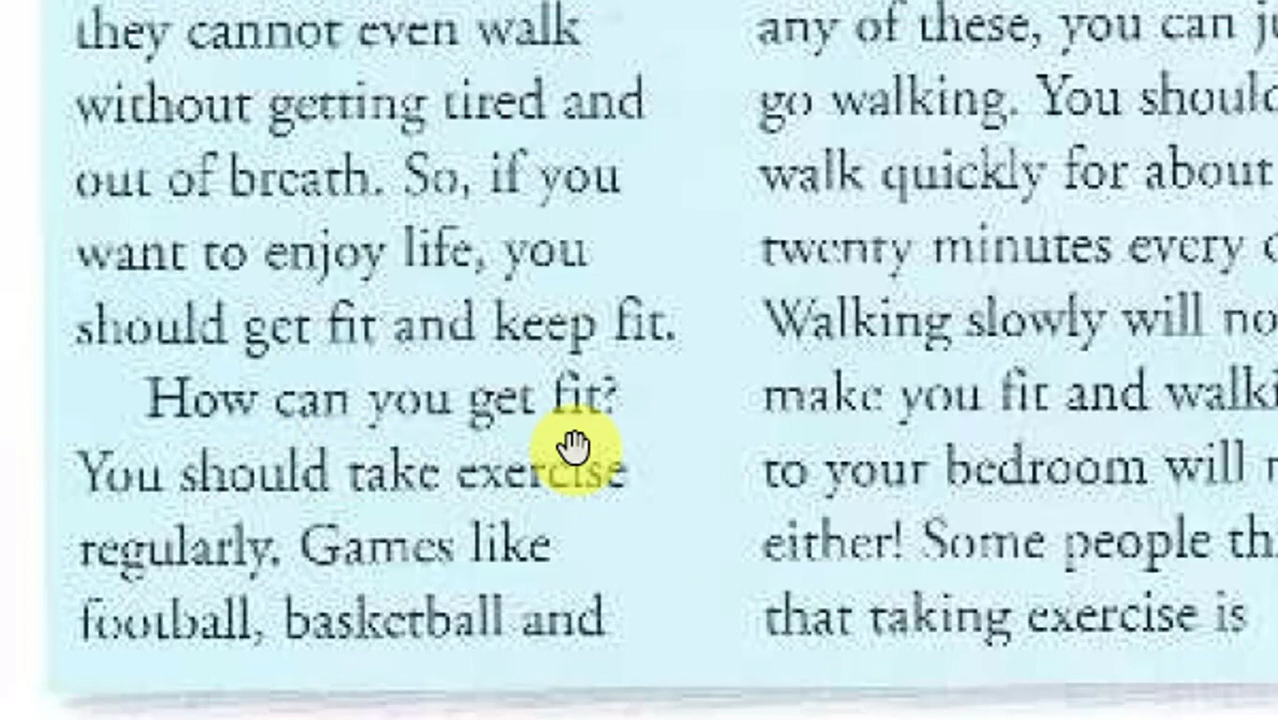 they cannot even walk
without getting tired and
out of breath. So, if you
want to enjoy life, you
should get fit and keep fit.
How can you get fit?
You should take exercise
regularly. Games like
football, basketball and
any of these, you can
go walking. You should
walk quickly for about
twenty minutes every
Walking slowly will
make you fit and
to your bedroom will
either! Some people
that taking exercise is